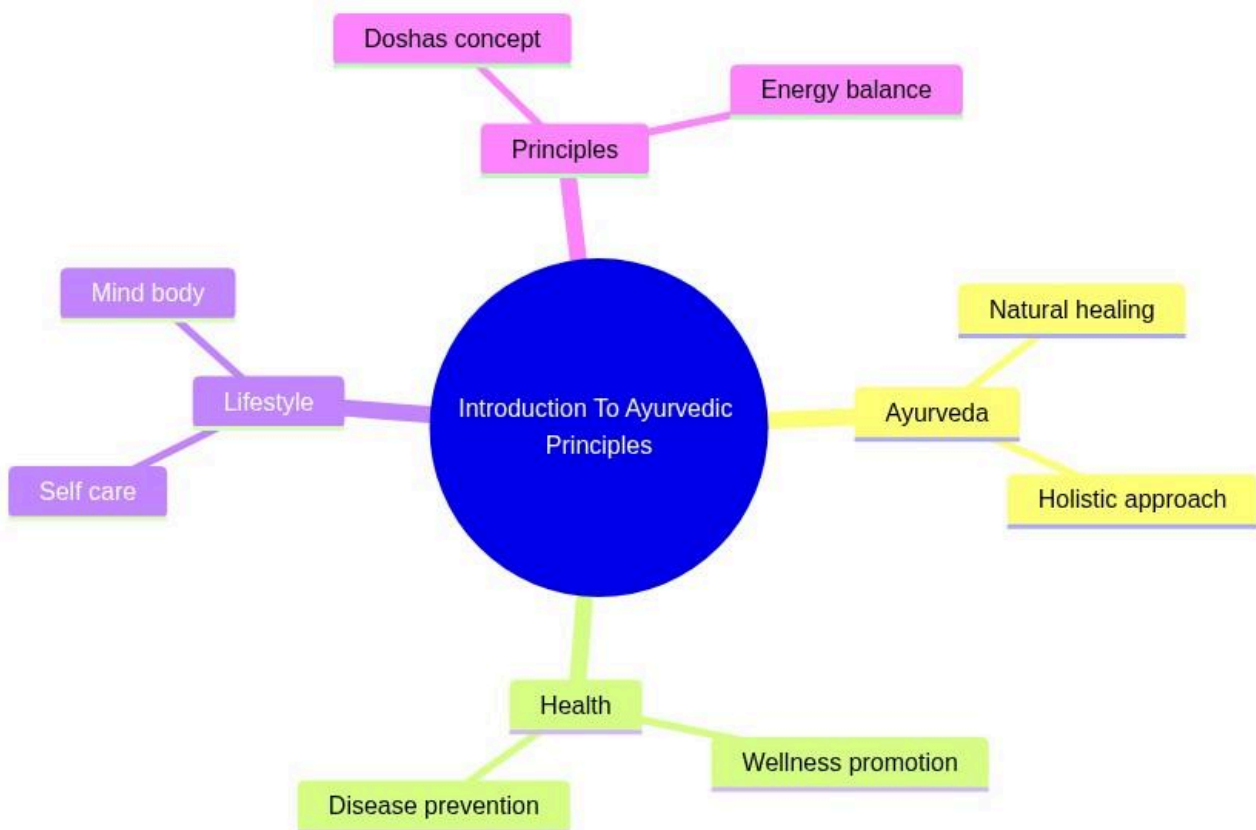 Doshas concept
Energy balance
Principles
Mind body
Natural healing
Lifestyle
Introduction To Ayurvedic
Principles
Ayurveda
Self care
Holistic approach
Health
Wellness promotion
Disease prevention